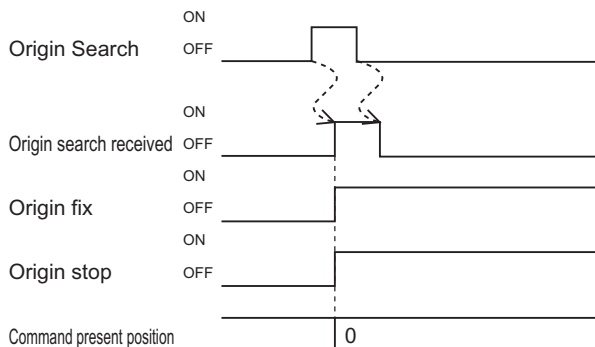 ON
Origin Search OFF
ON
Origin search received OFF
ON
Origin fix OFF
ON
Origin stop OFF
Command present position 0